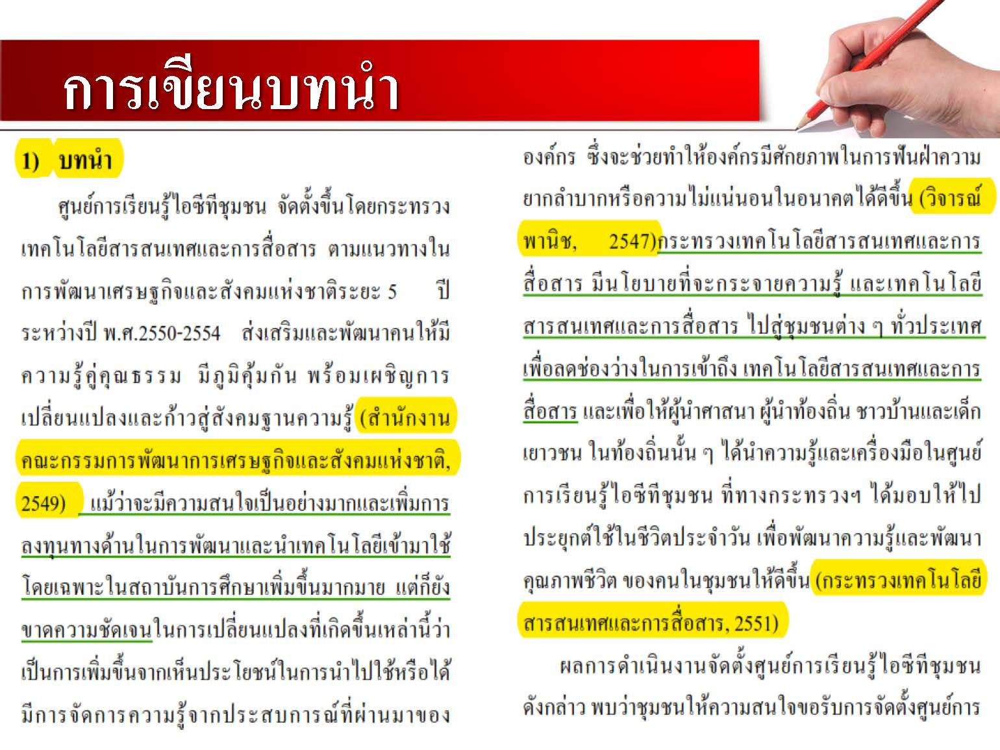 การเขียนบทนำ
1) บทนำ
ศูนย์การเรียนรู้ไอซีทีชุมชน จัดตั้งขึ้นโดยกระทรวง
เทคโนโลยีสารสนเทศและการสื่อสาร ตามแนวทางใน
การพัฒนาเศรษฐกิจและสังคมแห่งชาติระยะ 5 ปี
ระหว่างปี พ.ศ.2550-2554 ส่งเสริมและพัฒนาคนให้มี
ความรู้คู่คุณธรรม มีภูมิคุ้มกัน พร้อมเผชิญการ
เปลี่ยนแปลงและก้าวสู่สังคมฐานความรู้ (สำนักงาน
คณะกรรมการพัฒนาการเศรษฐกิจและสังคมแห่งชาติ,
2549) แม้ว่าจะมีความสนใจเป็นอย่างมากและเพิ่มการ
ลงทุนทางด้านในการพัฒนาและนำเทคโนโลยีเข้ามาใช้
โดยเฉพาะในสถาบันการศึกษาเพิ่มขึ้นมากมาย แต่ก็ยัง
ขาดความชัดเจนในการเปลี่ยนแปลงที่เกิดขึ้นเหล่านี้ว่า
เป็นการเพิ่มขึ้นจากเห็นประโยชน์ในการนำไปใช้หรือได้
มีการจัดการความรู้จากประสบการณ์ที่ผ่านมาของ
องค์กร ซึ่งจะช่วยทำให้องค์กรมีศักยภาพในการฟันฝ่าความ
ยากลำบากหรือความไม่แน่นอนในอนาคตได้ดีขึ้น (วิจารณ์
พานิช, 2547)กระทรวงเทคโนโลยีสารสนเทศและการ
สื่อสาร มีนโยบายที่จะกระจายความรู้ และเทคโนโลยี
สารสนเทศและการสื่อสาร ไปสู่ชุมชนต่าง ๆ ทั่วประเทศ
เพื่อลดช่องว่างในการเข้าถึง เทคโนโลยีสารสนเทศและการ
สื่อสาร และเพื่อให้ผู้นำศาสนา ผู้นำท้องถิ่น ชาวบ้านและเด็ก
เยาวชน ในท้องถิ่นนั้น ๆ ได้นำความรู้และเครื่องมือในศูนย์
การเรียนรู้ไอซีทีชุมชน ที่ทางกระทรวงฯ ได้มอบให้ไป
ประยุกต์ใช้ในชีวิตประจำวัน เพื่อพัฒนาความรู้และพัฒนา
คุณภาพชีวิต ของคนในชุมชนให้ดีขึ้น (กระทรวงเทคโนโลยี
สารสนเทศและการสื่อสาร, 2551)
ผลการดำเนินงานจัดตั้งศูนย์การเรียนรู้ไอซีทีชุมชน
ดังกล่าว พบว่าชุมชนให้ความสนใจขอรับการจัดตั้งศูนย์การ